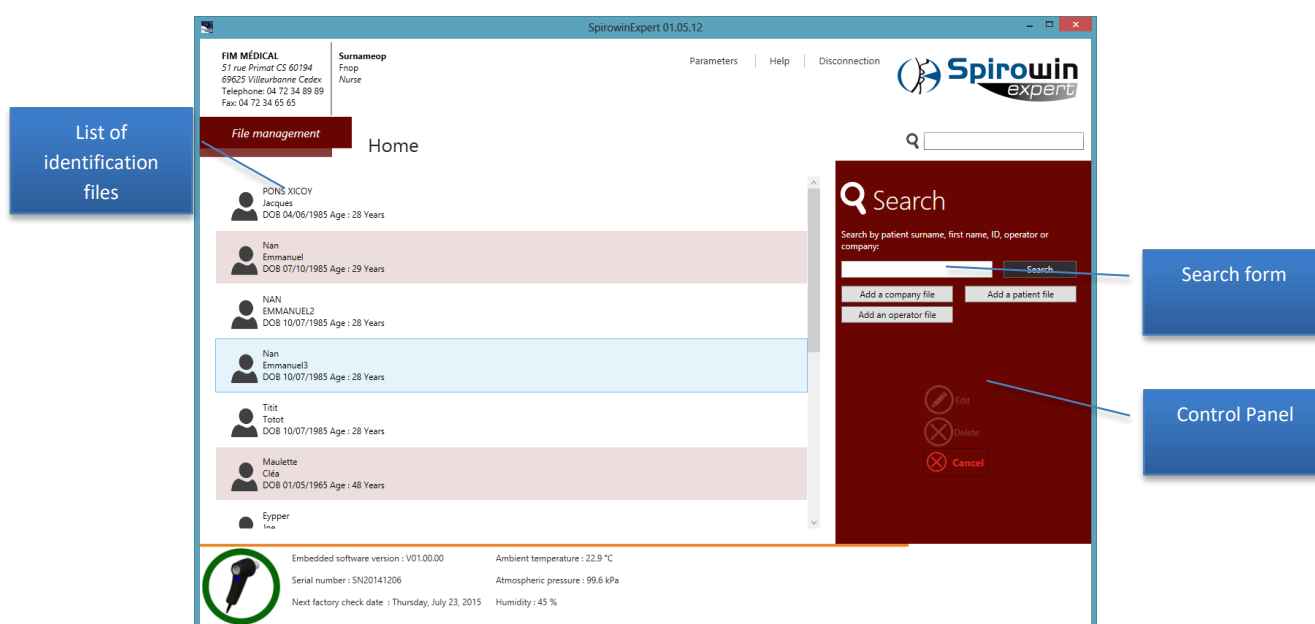 SpirowinExpert 01.05.12
FIM MÉDICAL
51 rue Primat CS 60194
69625 Villeurbanne Cedex
Telephone: 04 72 34 89 89
Fax: 04 72 34 65 65
Surnameop
Fnop
Nurse
Parameters
Help
Disconnection
Spirowin
expert
List of
identification
files
File management
Home
PONS XICOY
Jacques
DOB 04/06/1985 Age : 28 Years
Nan
Emmanuel
DOB 07/10/1985 Age : 29 Years
NAN
EMMANUEL2
DOB 10/07/1985 Age : 28 Years
Nan
Emmanuel3
DOB 10/07/1985 Age : 28 Years
Titit
Totot
DOB 10/07/1985 Age : 28 Years
Maulette
Cléa
DOB 01/05/1965 Age : 48 Years
Eypper
Search
Search by patient surname, first name, ID, operator or
company:
Search
Add a company file
Add a patient file
Add an operator file
Edit
Delete
Cancel
Search form
Control Panel
Embedded software version : V01.00.00
Serial number : SN20141206
Next factory check date : Thursday, July 23, 2015
Ambient temperature : 22.9 °C
Atmospheric pressure : 99.6 kPa
Humidity : 45 %